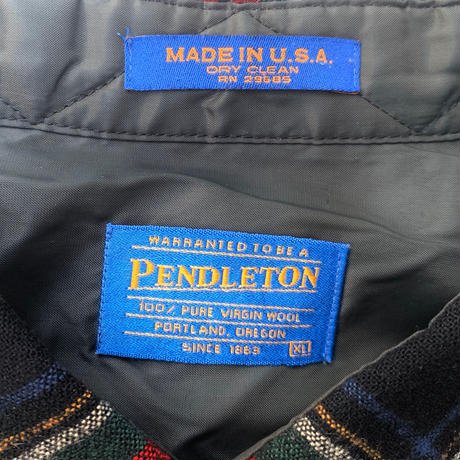 MADE IN U.S.A.
DRY CLEAN
RN 29685
WARRANTED TO BE A
PENDLETON
100% PURE VIRGIN WOOL
PORTLAND, OREGON
SINCE 1863 XL